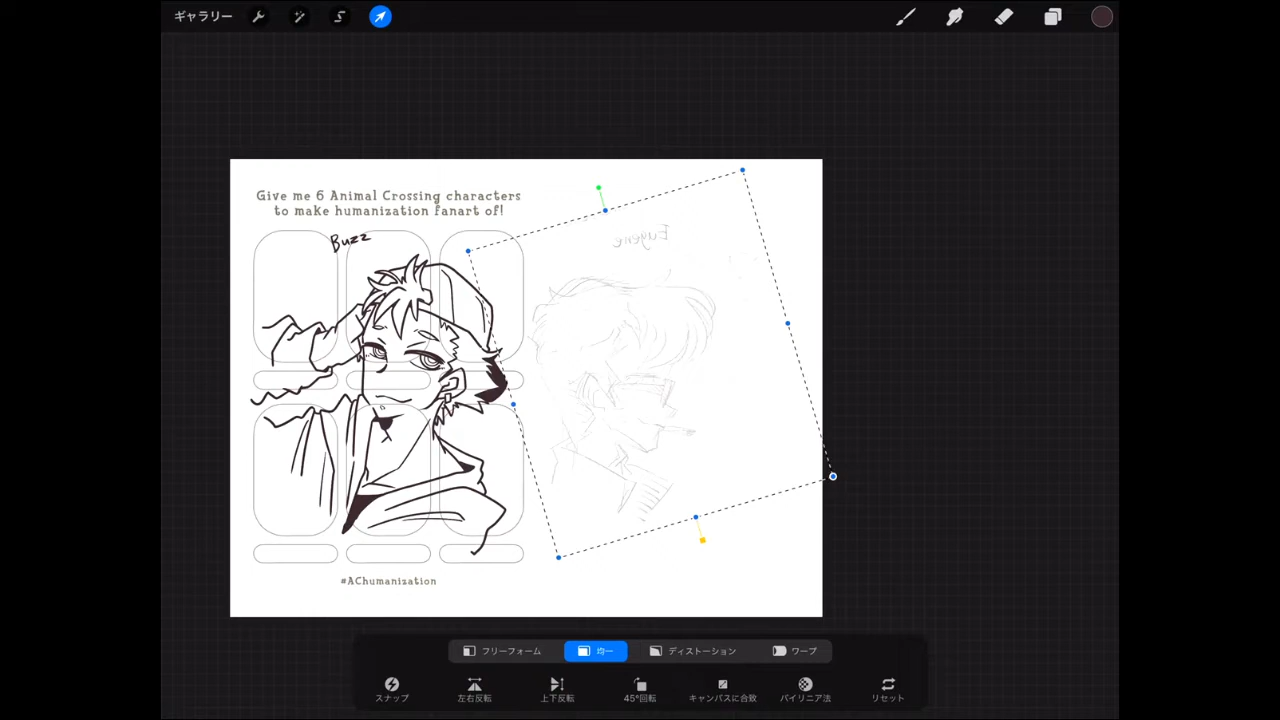 ギャラリー
Give me 6 Animal Crossing characters
to make humanization fanart of!
Buzz
Eugene
#AChumanization
フリーフォーム
均一
ディストーション
ワープ
スナップ
左右反転
上下反転
45°回転
キャンバスに合致
バイリニア法
リセット